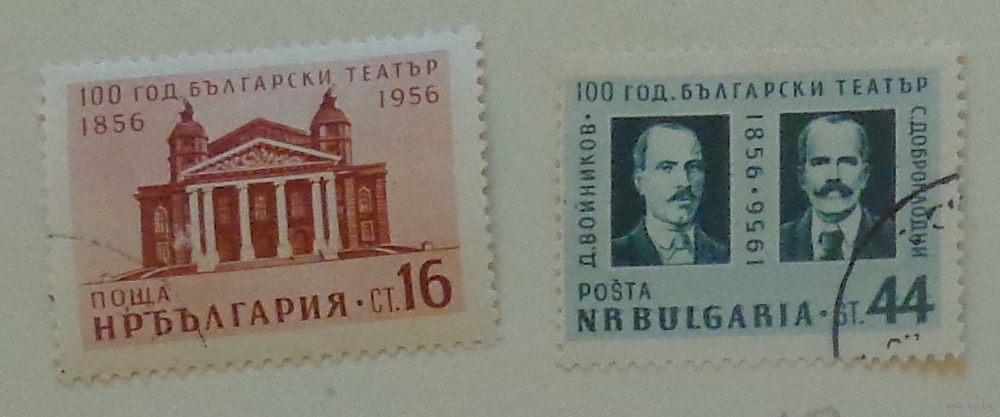 100 ГОД. БЪЛГАРСКИ ТЕАТЪР
1856 1956
ПОЩА
НР БЪЛГАРИЯ · СТ. 16
100 ГОД. БЪЛГАРСКИ ТЕАТЪР
Д. ВОЙНИКОВ ·
1856 · 1956
С. ДОБРОПЛОДНИ
POŠTA
NR BULGARIA · ST. 44